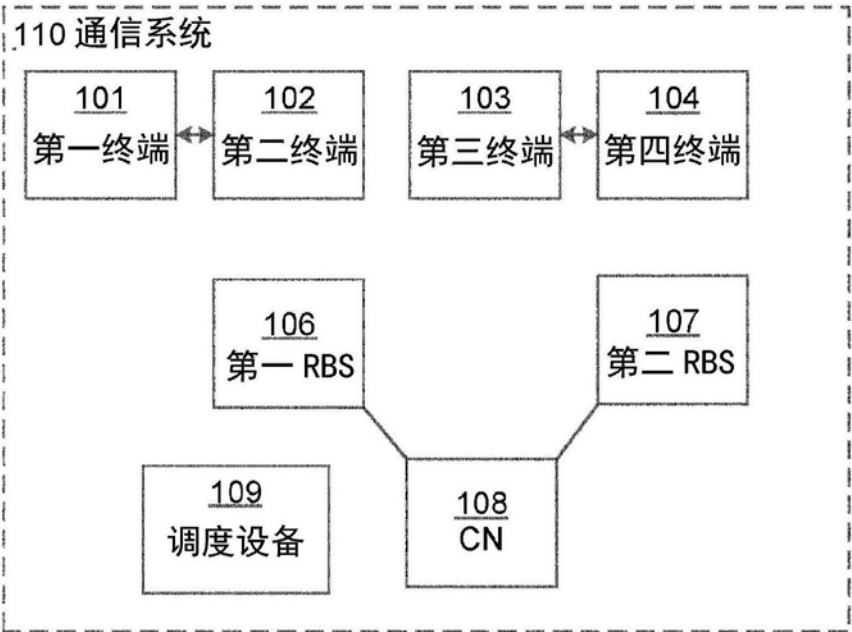 110 通信系统
101
第一终端
102
第二终端
103
第三终端
104
第四终端
106
第一 RBS
107
第二 RBS
109
调度设备
108
CN